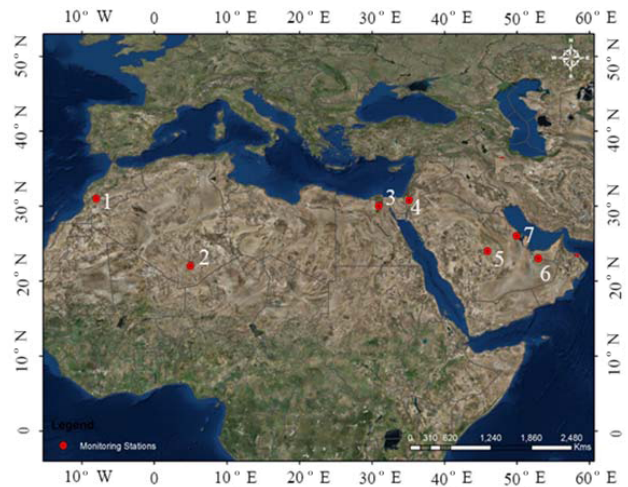 10° W 0 10° E 20° E 30° E 40° E 50° E
50° N 50° N
40° N 40° N
30° N 30° N
20° N 20° N
10° N 10° N
0 0
1
2
3
4
5
6
7
Legend
Monitoring Stations
0 310 620 1,240 1,860 2,480
Kms
10° W 0 10° E 20° E 30° E 40° E 50° E